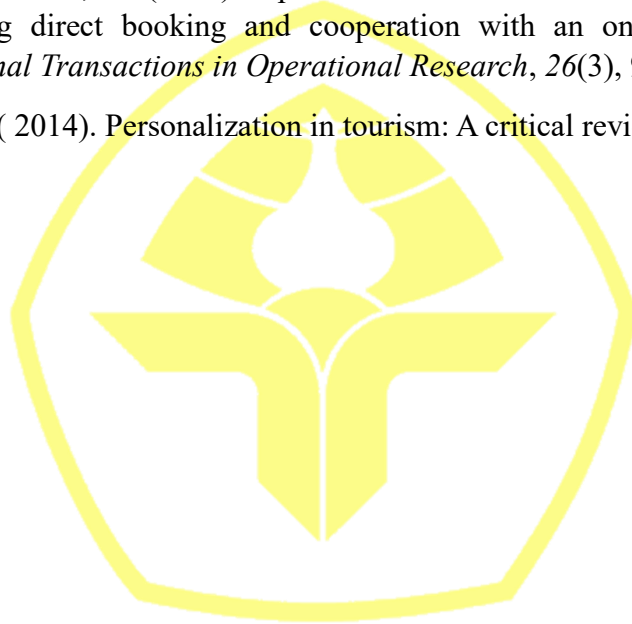 g direct booking and cooperation with an on
nal Transactions in Operational Research, 26(3),
( 2014). Personalization in tourism: A critical revi